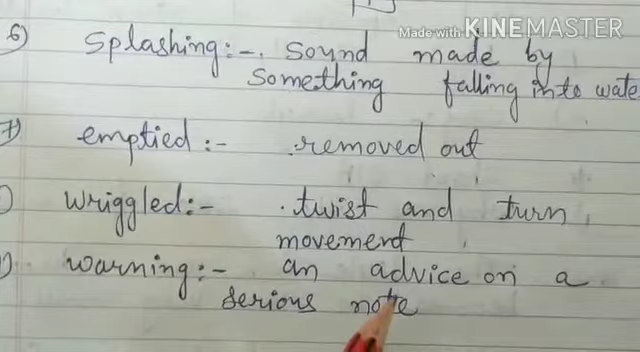 Made with KINEMASTER
6) Splashing:- . Sound made by
Something falling into wate
7) emptied :- .removed out
) wriggled:- .twist and turn
movement
) warning:- an advice on a
serious note